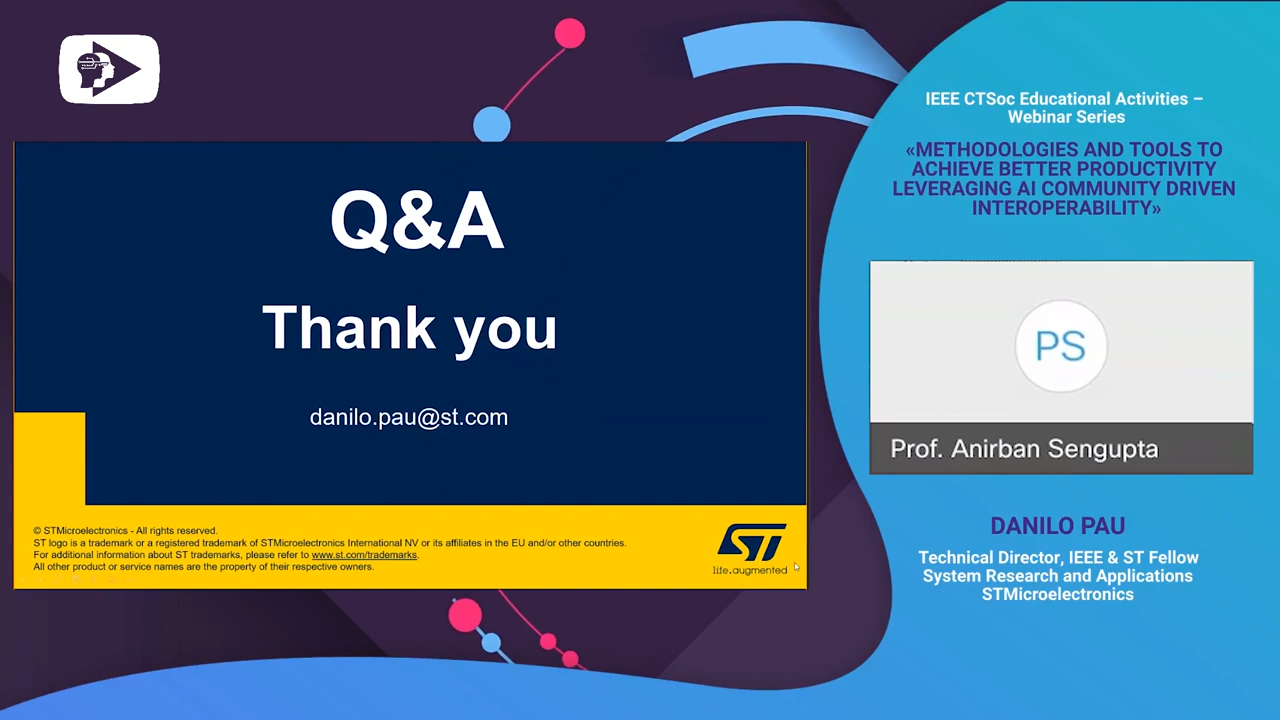 Q&A
Thank you
danilo.pau@st.com
© STMicroelectronics - All rights reserved.
ST logo is a trademark or a registered trademark of STMicroelectronics International NV or its affiliates in the EU and/or other countries.
For additional information about ST trademarks, please refer to www.st.com/trademarks.
All other product or service names are the property of their respective owners.
ST
life.augmented
IEEE CTSoc Educational Activities –
Webinar Series
«METHODOLOGIES AND TOOLS TO
ACHIEVE BETTER PRODUCTIVITY
LEVERAGING AI COMMUNITY DRIVEN
INTEROPERABILITY»
PS
Prof. Anirban Sengupta
DANILO PAU
Technical Director, IEEE & ST Fellow
System Research and Applications
STMicroelectronics